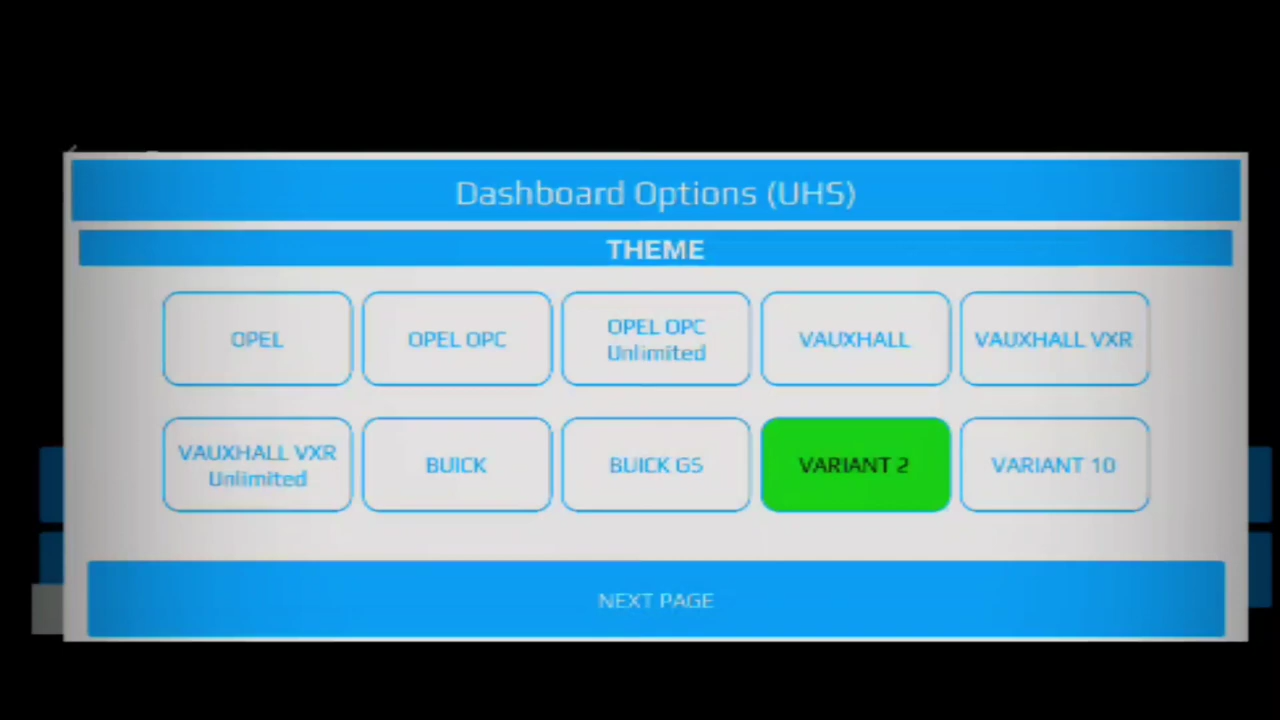 Dashboard Options (UHS)
THEME
OPEL
OPEL OPC
OPEL OPC
Unlimited
VAUXHALL
VAUXHALL VXR
VAUXHALL VXR
Unlimited
BUICK
BUICK GS
VARIANT 2
VARIANT 10
NEXT PAGE